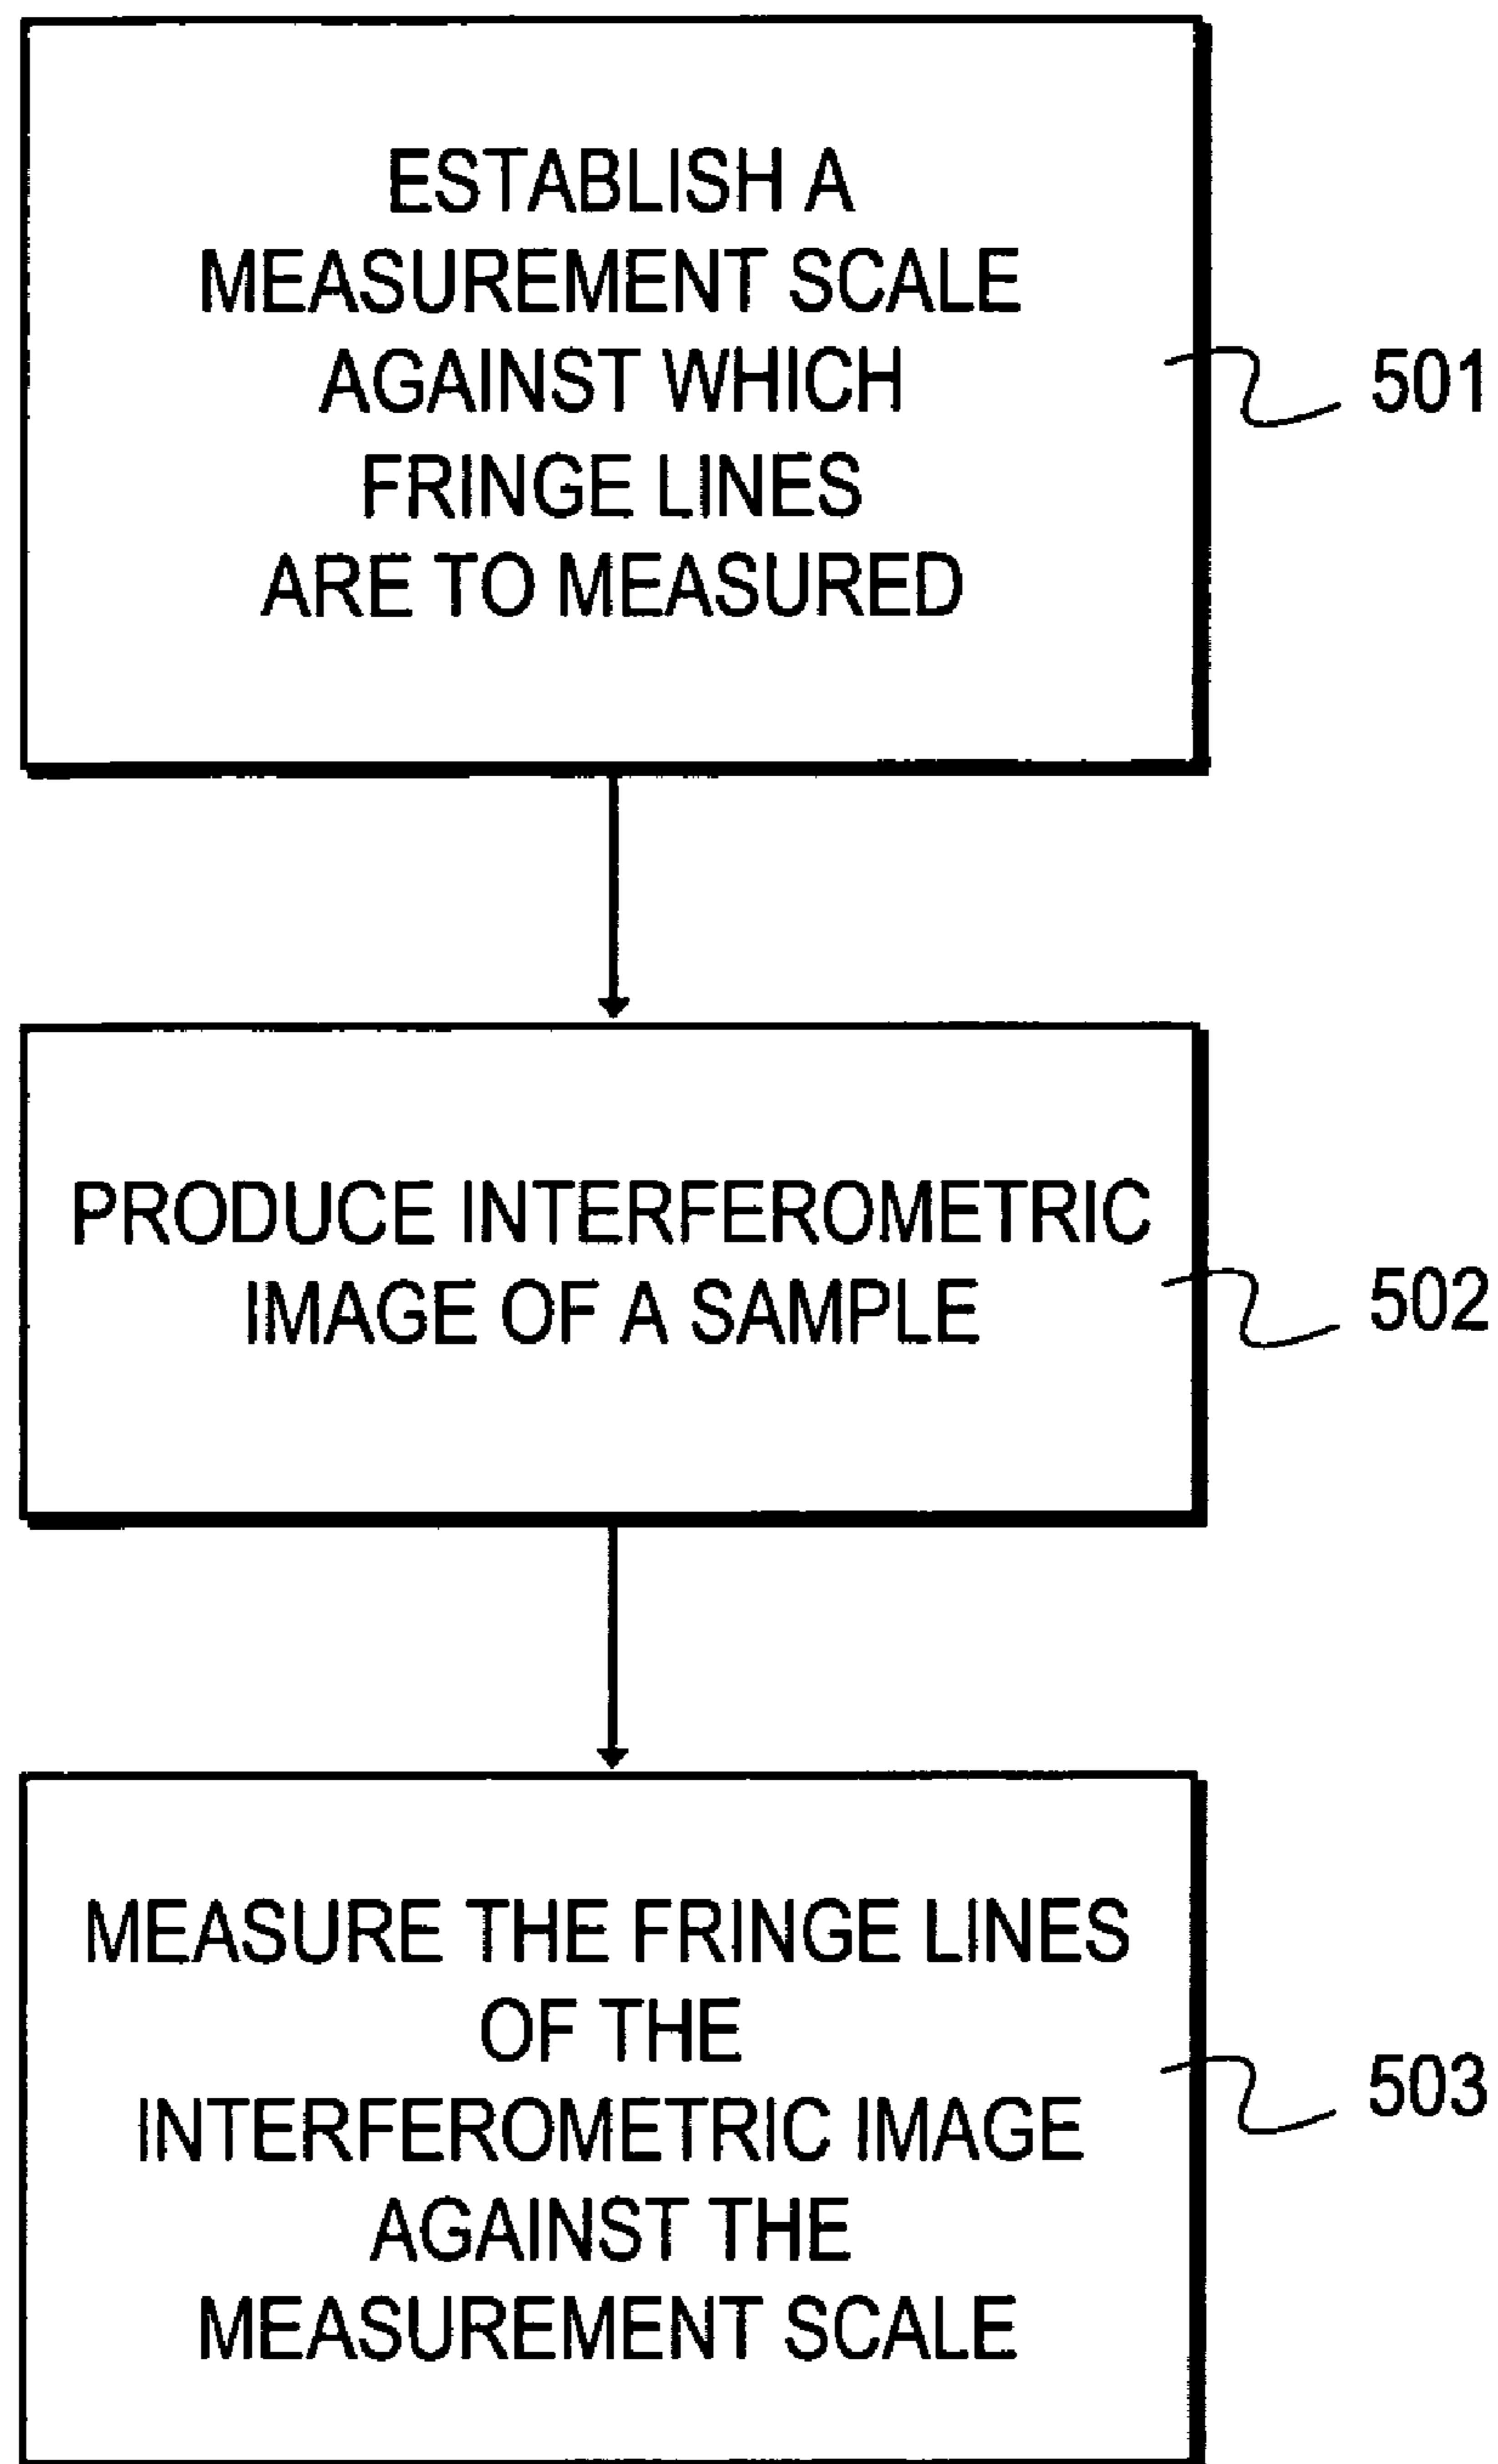 ESTABLISH A
MEASUREMENT SCALE
AGAINST WHICH
FRINGE LINES
ARE TO MEASURED
501
PRODUCE INTERFEROMETRIC
IMAGE OF A SAMPLE
502
MEASURE THE FRINGE LINES
OF THE
INTERFEROMETRIC IMAGE
AGAINST THE
MEASUREMENT SCALE
503